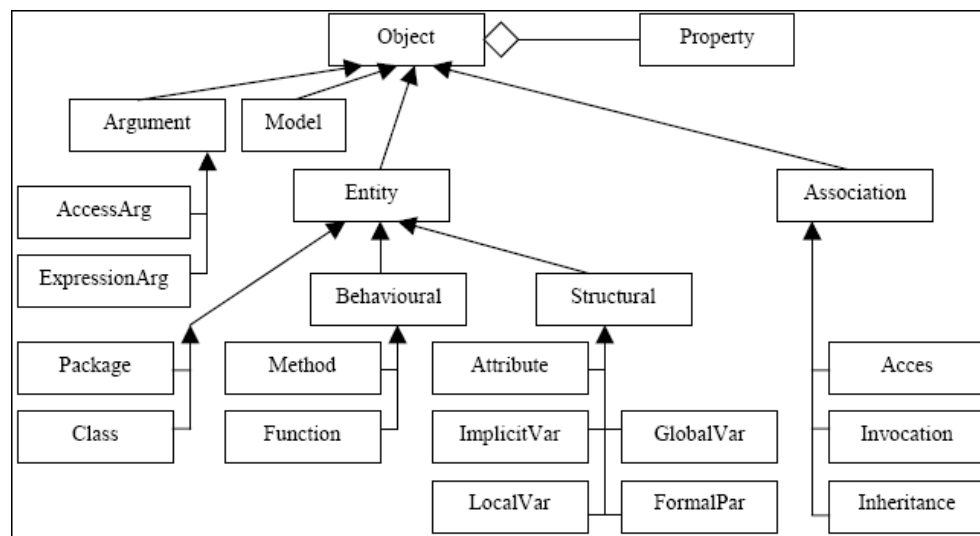 Object
Property
Argument
Model
Entity
Association
AccessArg
ExpressionArg
Behavioural
Structural
Package
Method
Attribute
Acces
Class
Function
ImplicitVar
GlobalVar
Invocation
LocalVar
FormalPar
Inheritance